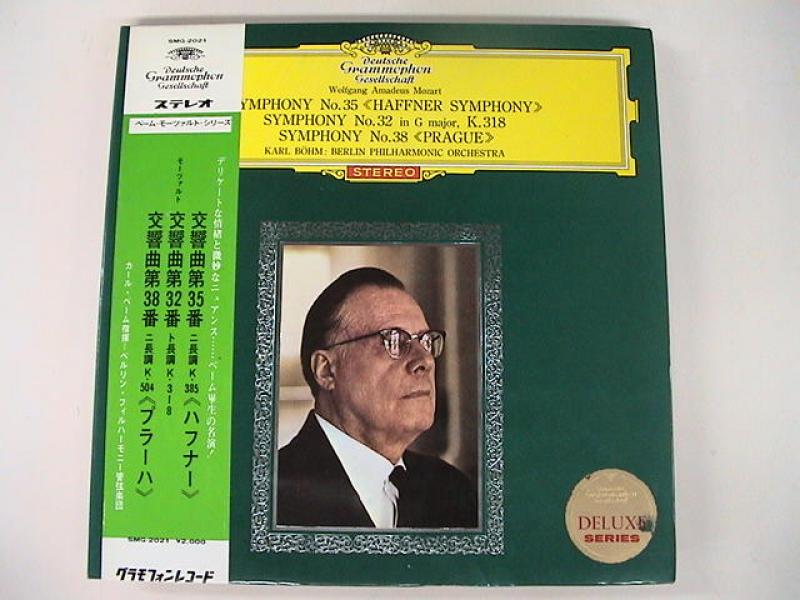 SMG-2021
Deutsche
Grammophon
Gesellschaft
ステレオ
ベーム・モーツァルト・シリーズ
デリケートな情緒と微妙なニュアンス……ベーム畢生の名演!
モーツァルト
交響曲第35番 ニ長調 K・385《ハフナー》
交響曲第32番 ト長調 K・318
交響曲第38番 ニ長調 K・504《プラーハ》
カール・ベーム指揮=ベルリン・フィルハーモニー管弦楽団
SMG 2021 ¥2,000
グラモフォンレコード
Deutsche
Grammophon
Gesellschaft
Wolfgang Amadeus Mozart
YMPHONY No.35 《HAFFNER SYMPHONY》
SYMPHONY No.32 in G major, K.318
SYMPHONY No.38 《PRAGUE》
KARL BÖHM: BERLIN PHILHARMONIC ORCHESTRA
STEREO
DELUXE
SERIES